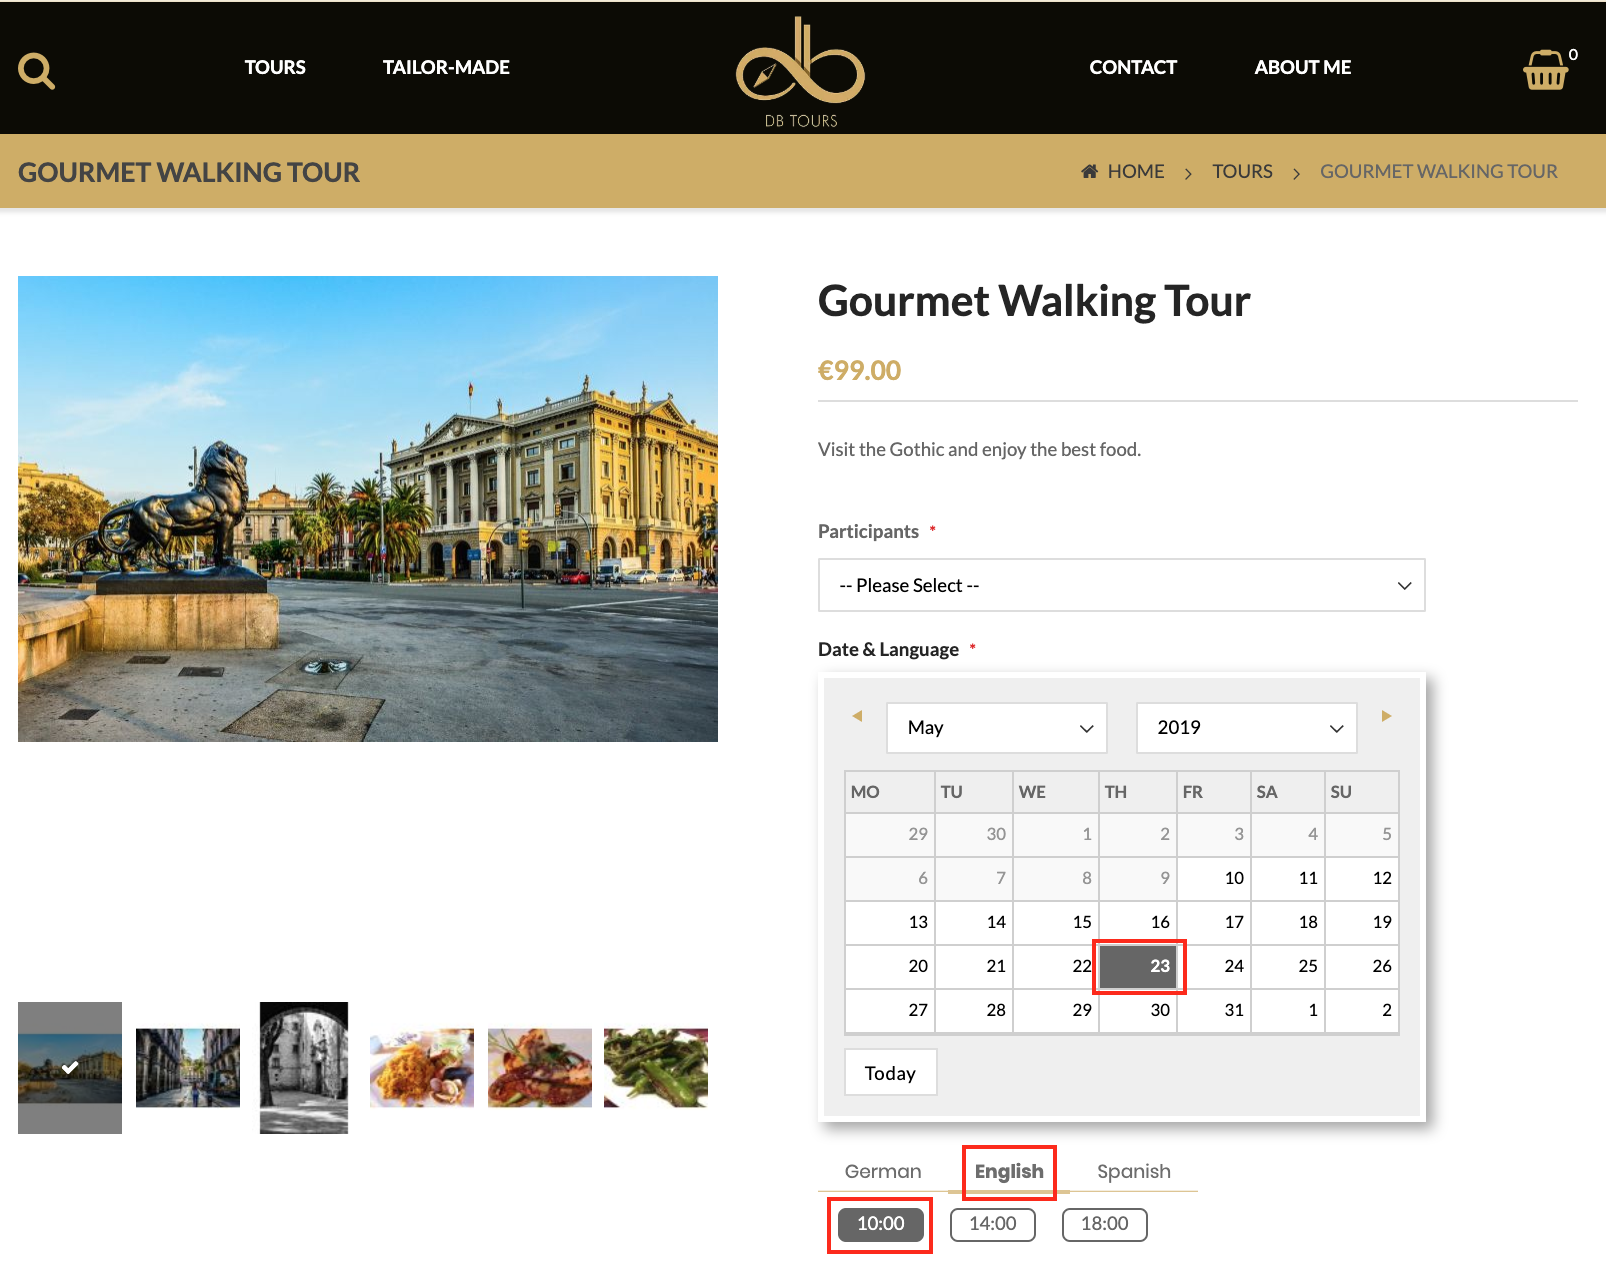 TOURS
TAILOR-MADE
DB TOURS
CONTACT
ABOUT ME
0
GOURMET WALKING TOUR
HOME > TOURS > GOURMET WALKING TOUR
Gourmet Walking Tour
€99.00
Visit the Gothic and enjoy the best food.
Participants *
-- Please Select --
Date & Language *
May 2019
MO TU WE TH FR SA SU
29 30 1 2 3 4 5
6 7 8 9 10 11 12
13 14 15 16 17 18 19
20 21 22 23 24 25 26
27 28 29 30 31 1 2
Today
German English Spanish
10:00 14:00 18:00